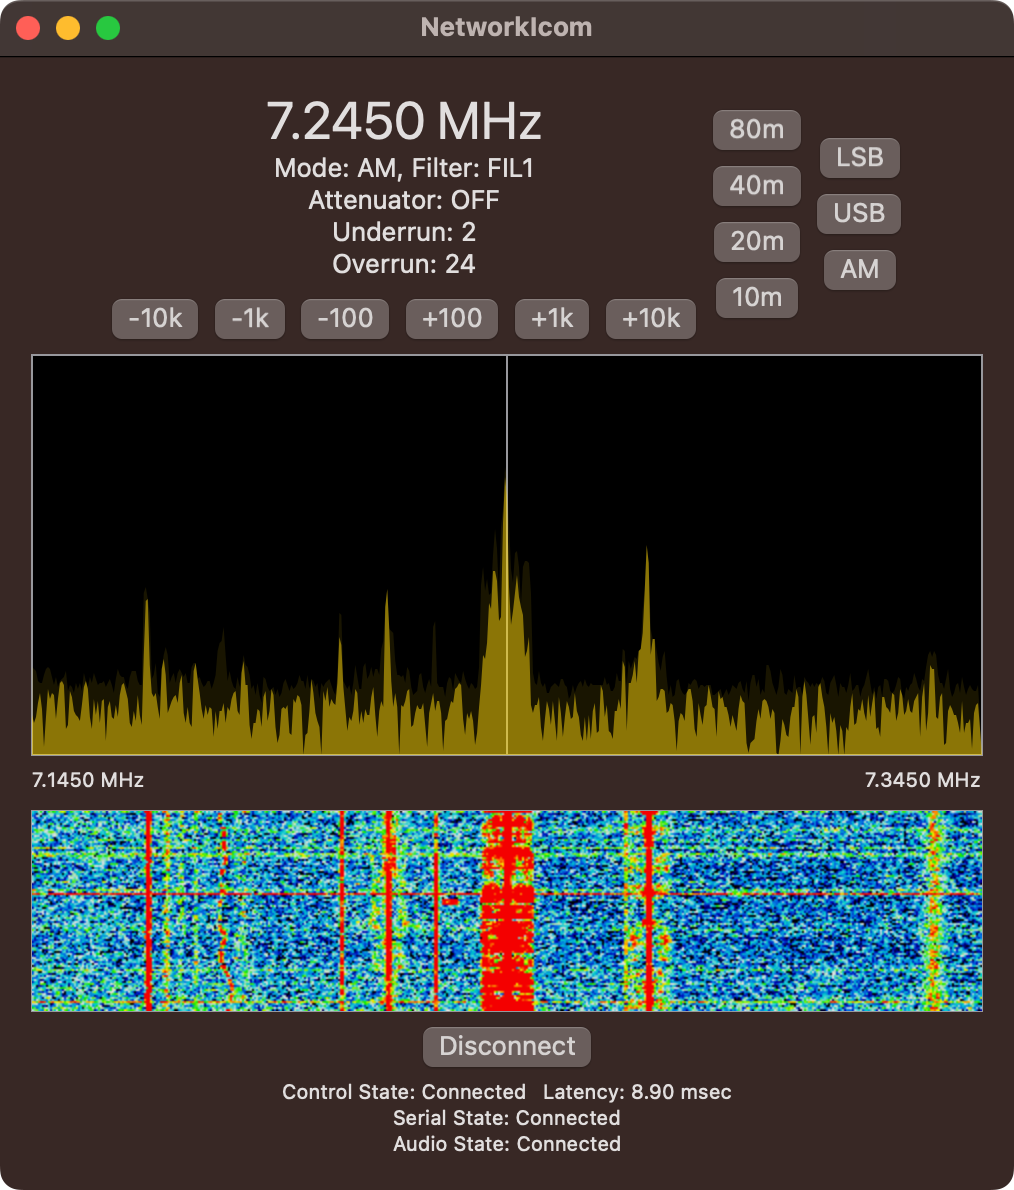 NetworkIcom
7.2450 MHz
Mode: AM, Filter: FIL1
Attenuator: OFF
Underrun: 2
Overrun: 24
-10k -1k -100 +100 +1k +10k
80m
40m
20m
10m
LSB
USB
AM
7.1450 MHz 7.3450 MHz
Disconnect
Control State: Connected Latency: 8.90 msec
Serial State: Connected
Audio State: Connected